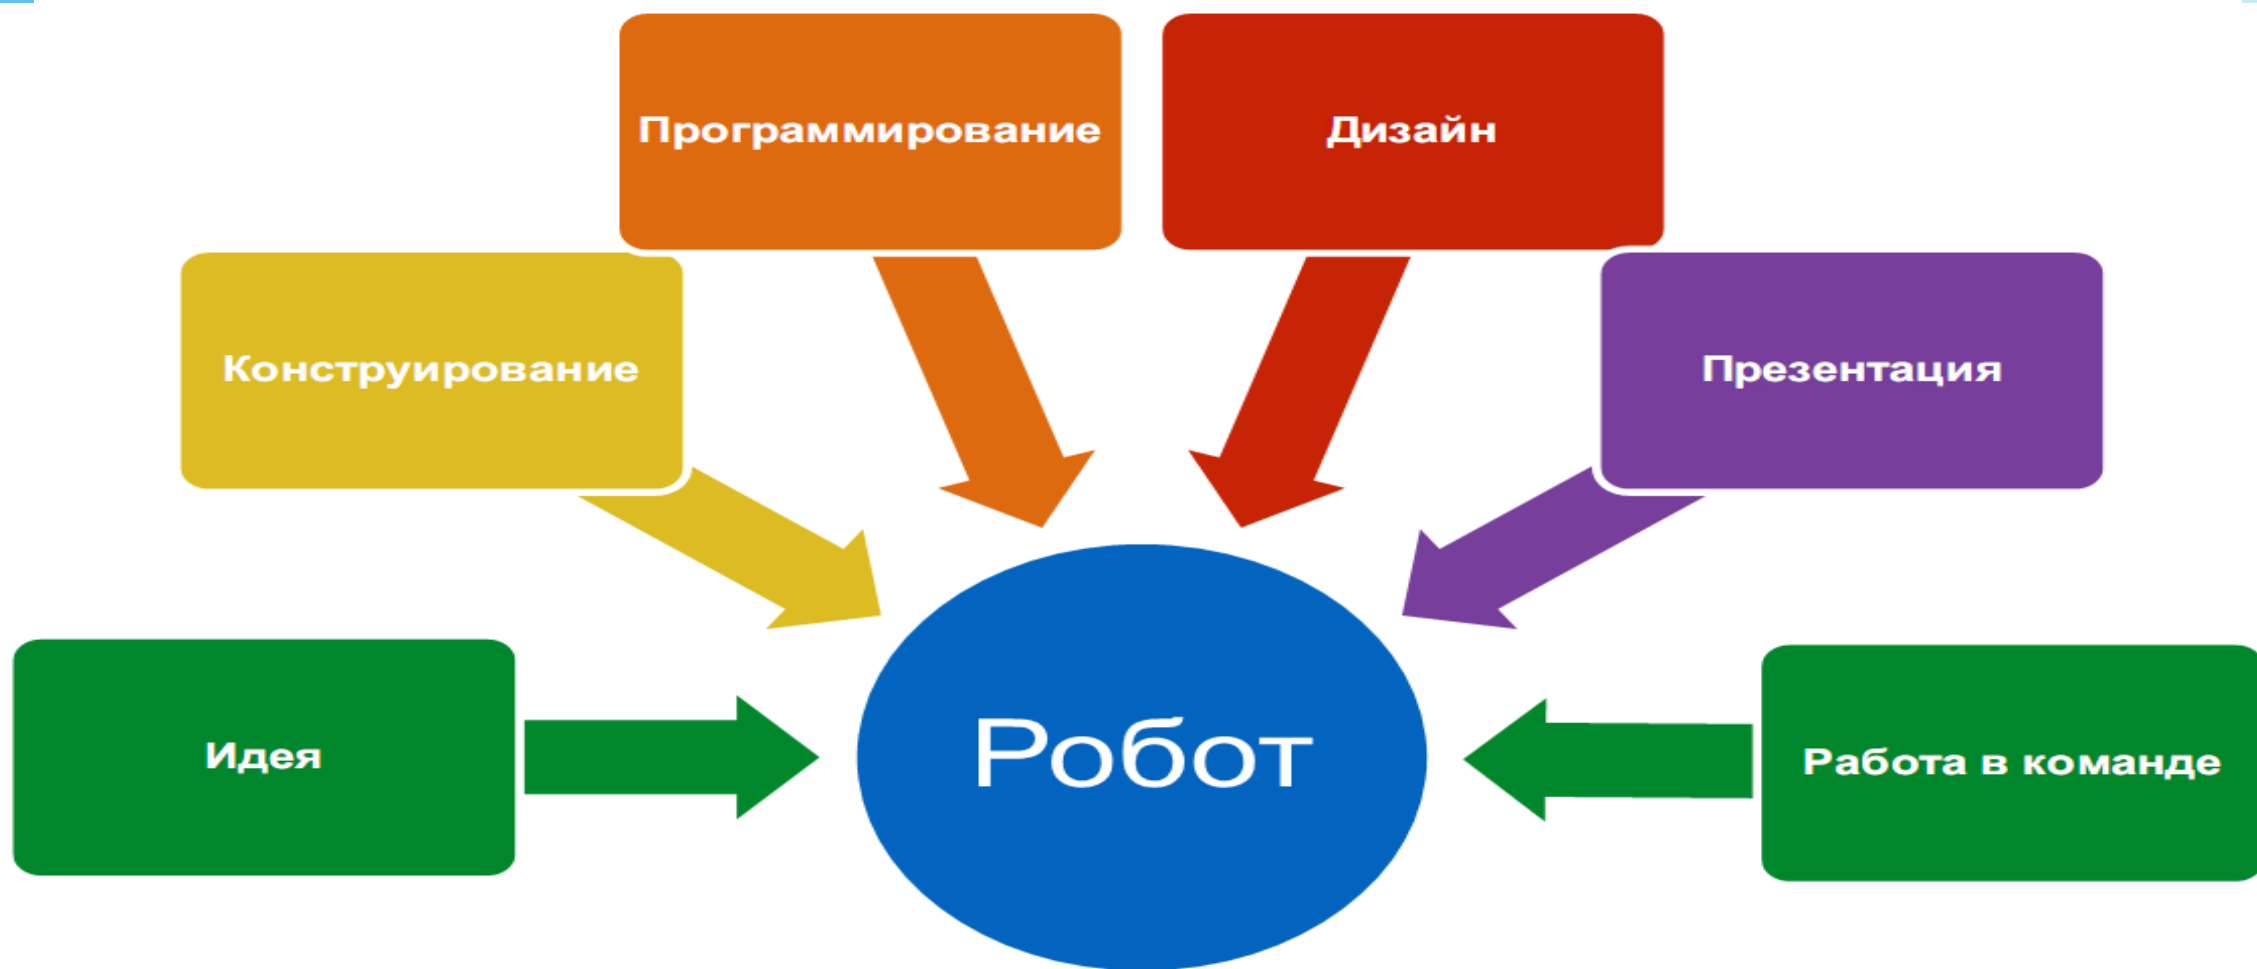 Программирование
Дизайн
Конструирование
Презентация
Идея
Робот
Работа в команде